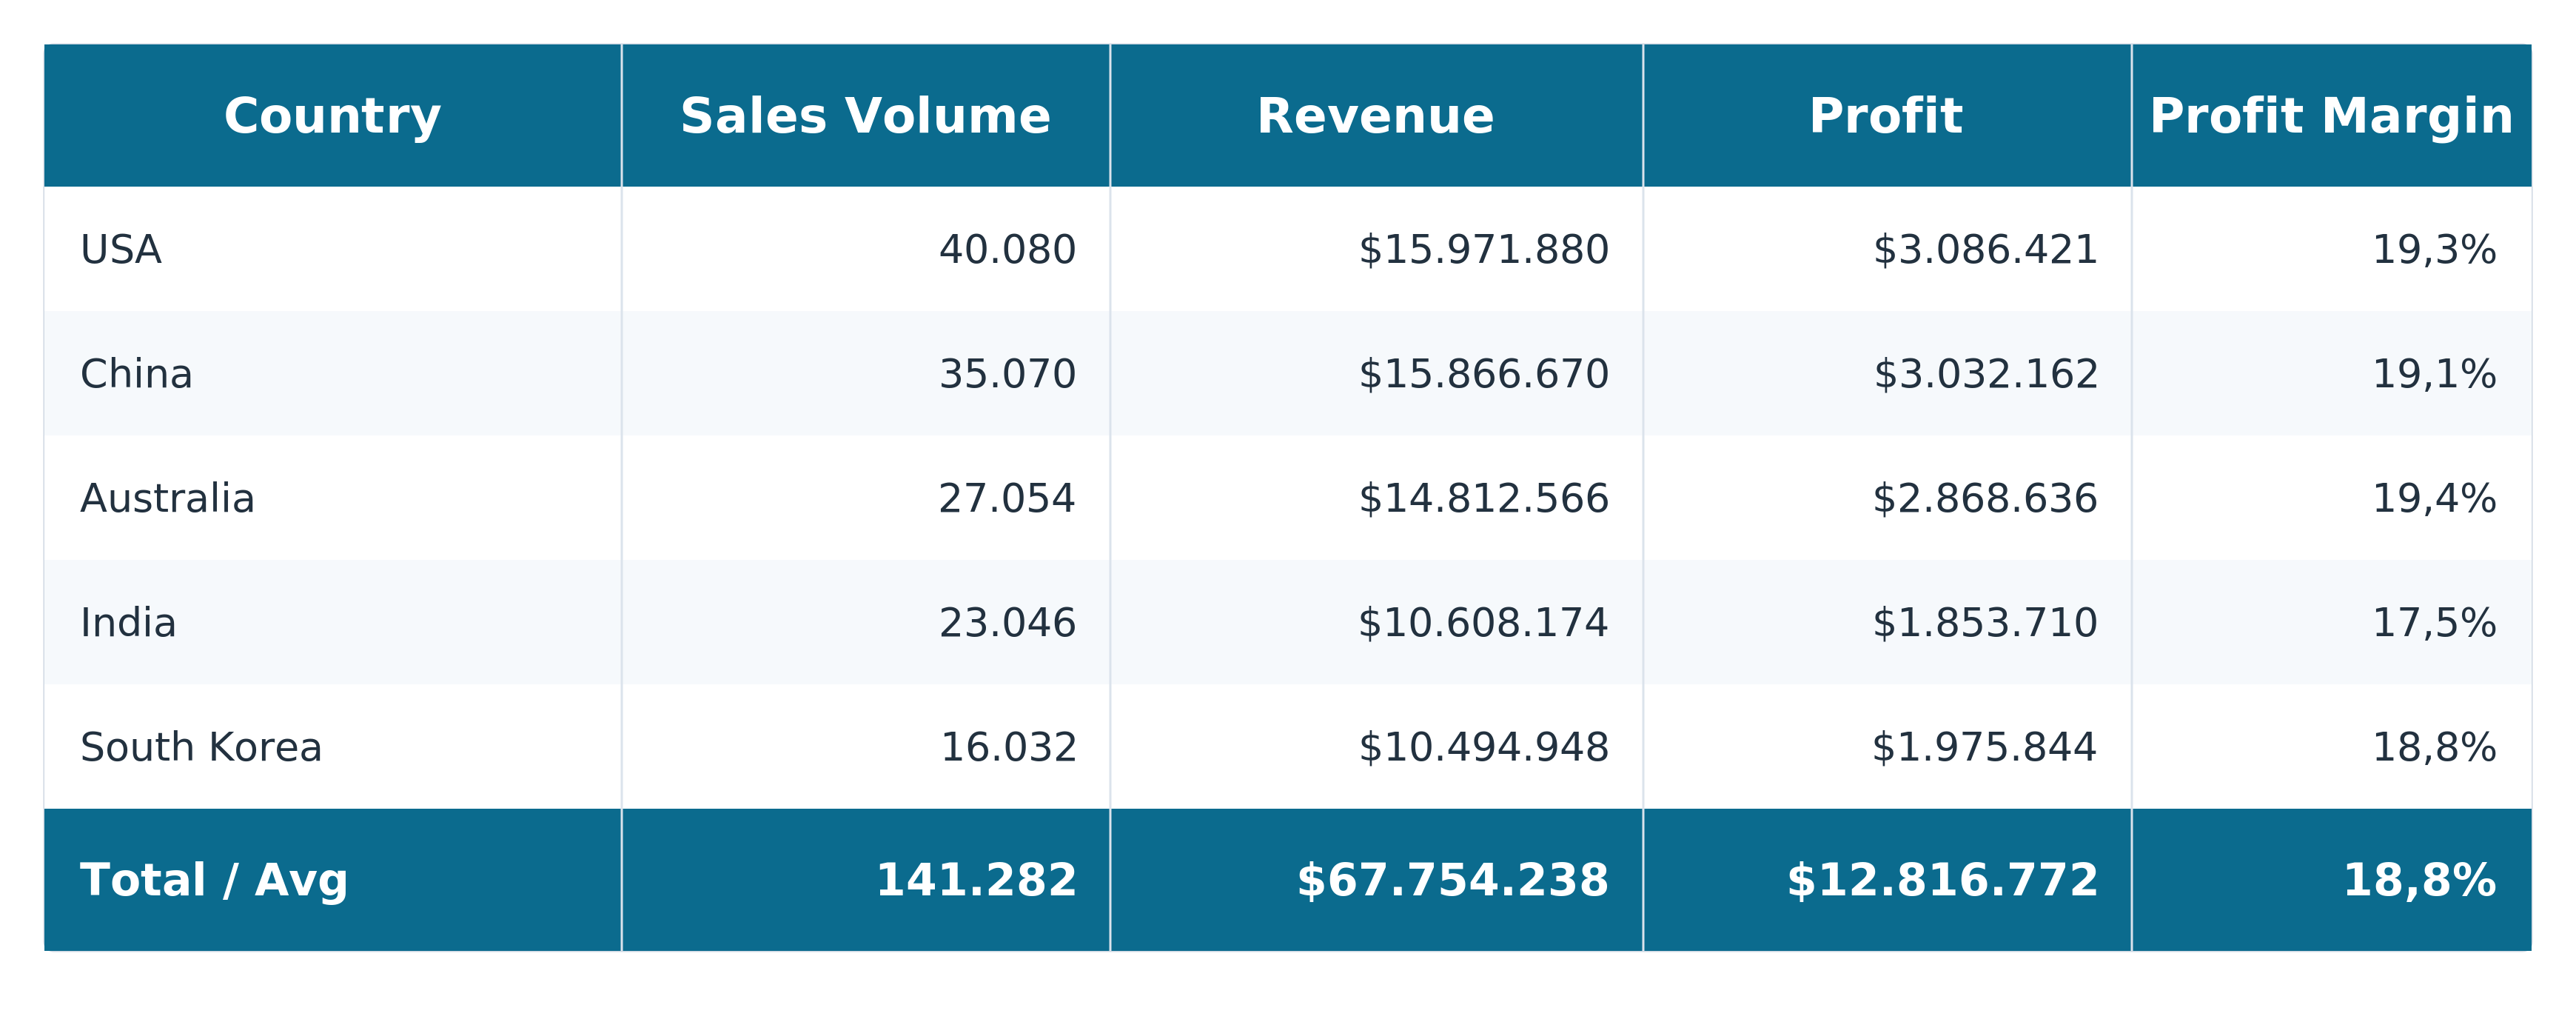 Country Sales Volume Revenue Profit Profit Margin
USA 40.080 $15.971.880 $3.086.421 19,3%
China 35.070 $15.866.670 $3.032.162 19,1%
Australia 27.054 $14.812.566 $2.868.636 19,4%
India 23.046 $10.608.174 $1.853.710 17,5%
South Korea 16.032 $10.494.948 $1.975.844 18,8%
Total / Avg 141.282 $67.754.238 $12.816.772 18,8%